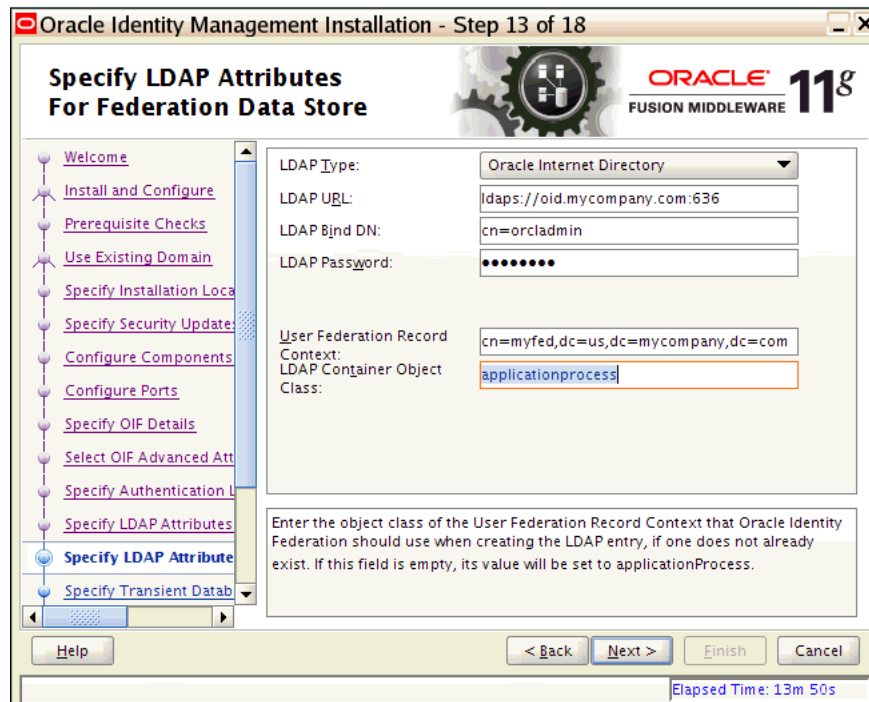 Oracle Identity Management Installation - Step 13 of 18
Specify LDAP Attributes
For Federation Data Store
ORACLE
FUSION MIDDLEWARE 11g
Welcome
Install and Configure
Prerequisite Checks
Use Existing Domain
Specify Installation Loca
Specify Security Updates
Configure Components
Configure Ports
Specify OIF Details
Select OIF Advanced Att
Specify Authentication L
Specify LDAP Attributes
Specify LDAP Attribute
Specify Transient Datab
LDAP Type: Oracle Internet Directory
LDAP URL: ldaps://oid.mycompany.com:636
LDAP Bind DN: cn=orcladmin
LDAP Password: ●●●●●●●●
User Federation Record
Context: cn=myfed,dc=us,dc=mycompany,dc=com
LDAP Container Object
Class: applicationprocess
Enter the object class of the User Federation Record Context that Oracle Identity
Federation should use when creating the LDAP entry, if one does not already
exist. If this field is empty, its value will be set to applicationProcess.
Help < Back Next > Finish Cancel
Elapsed Time: 13m 50s